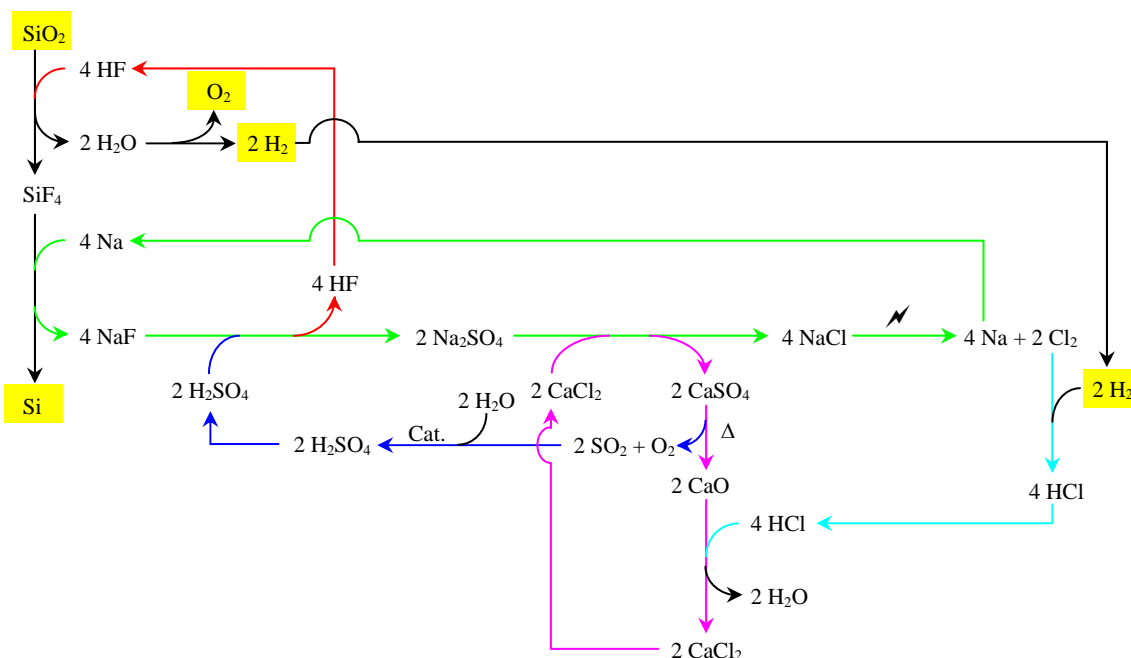 SiO₂
4 HF
O₂
2 H₂O
2 H₂
SiF₄
4 Na
4 HF
4 NaF
2 Na₂SO₄
4 NaCl
4 Na + 2 Cl₂
2 H₂SO₄
2 CaCl₂
2 CaSO₄
2 H₂
Si
2 H₂O
Cat.
Δ
2 H₂SO₄
2 SO₂ + O₂
2 CaO
4 HCl
4 HCl
2 H₂O
2 CaCl₂